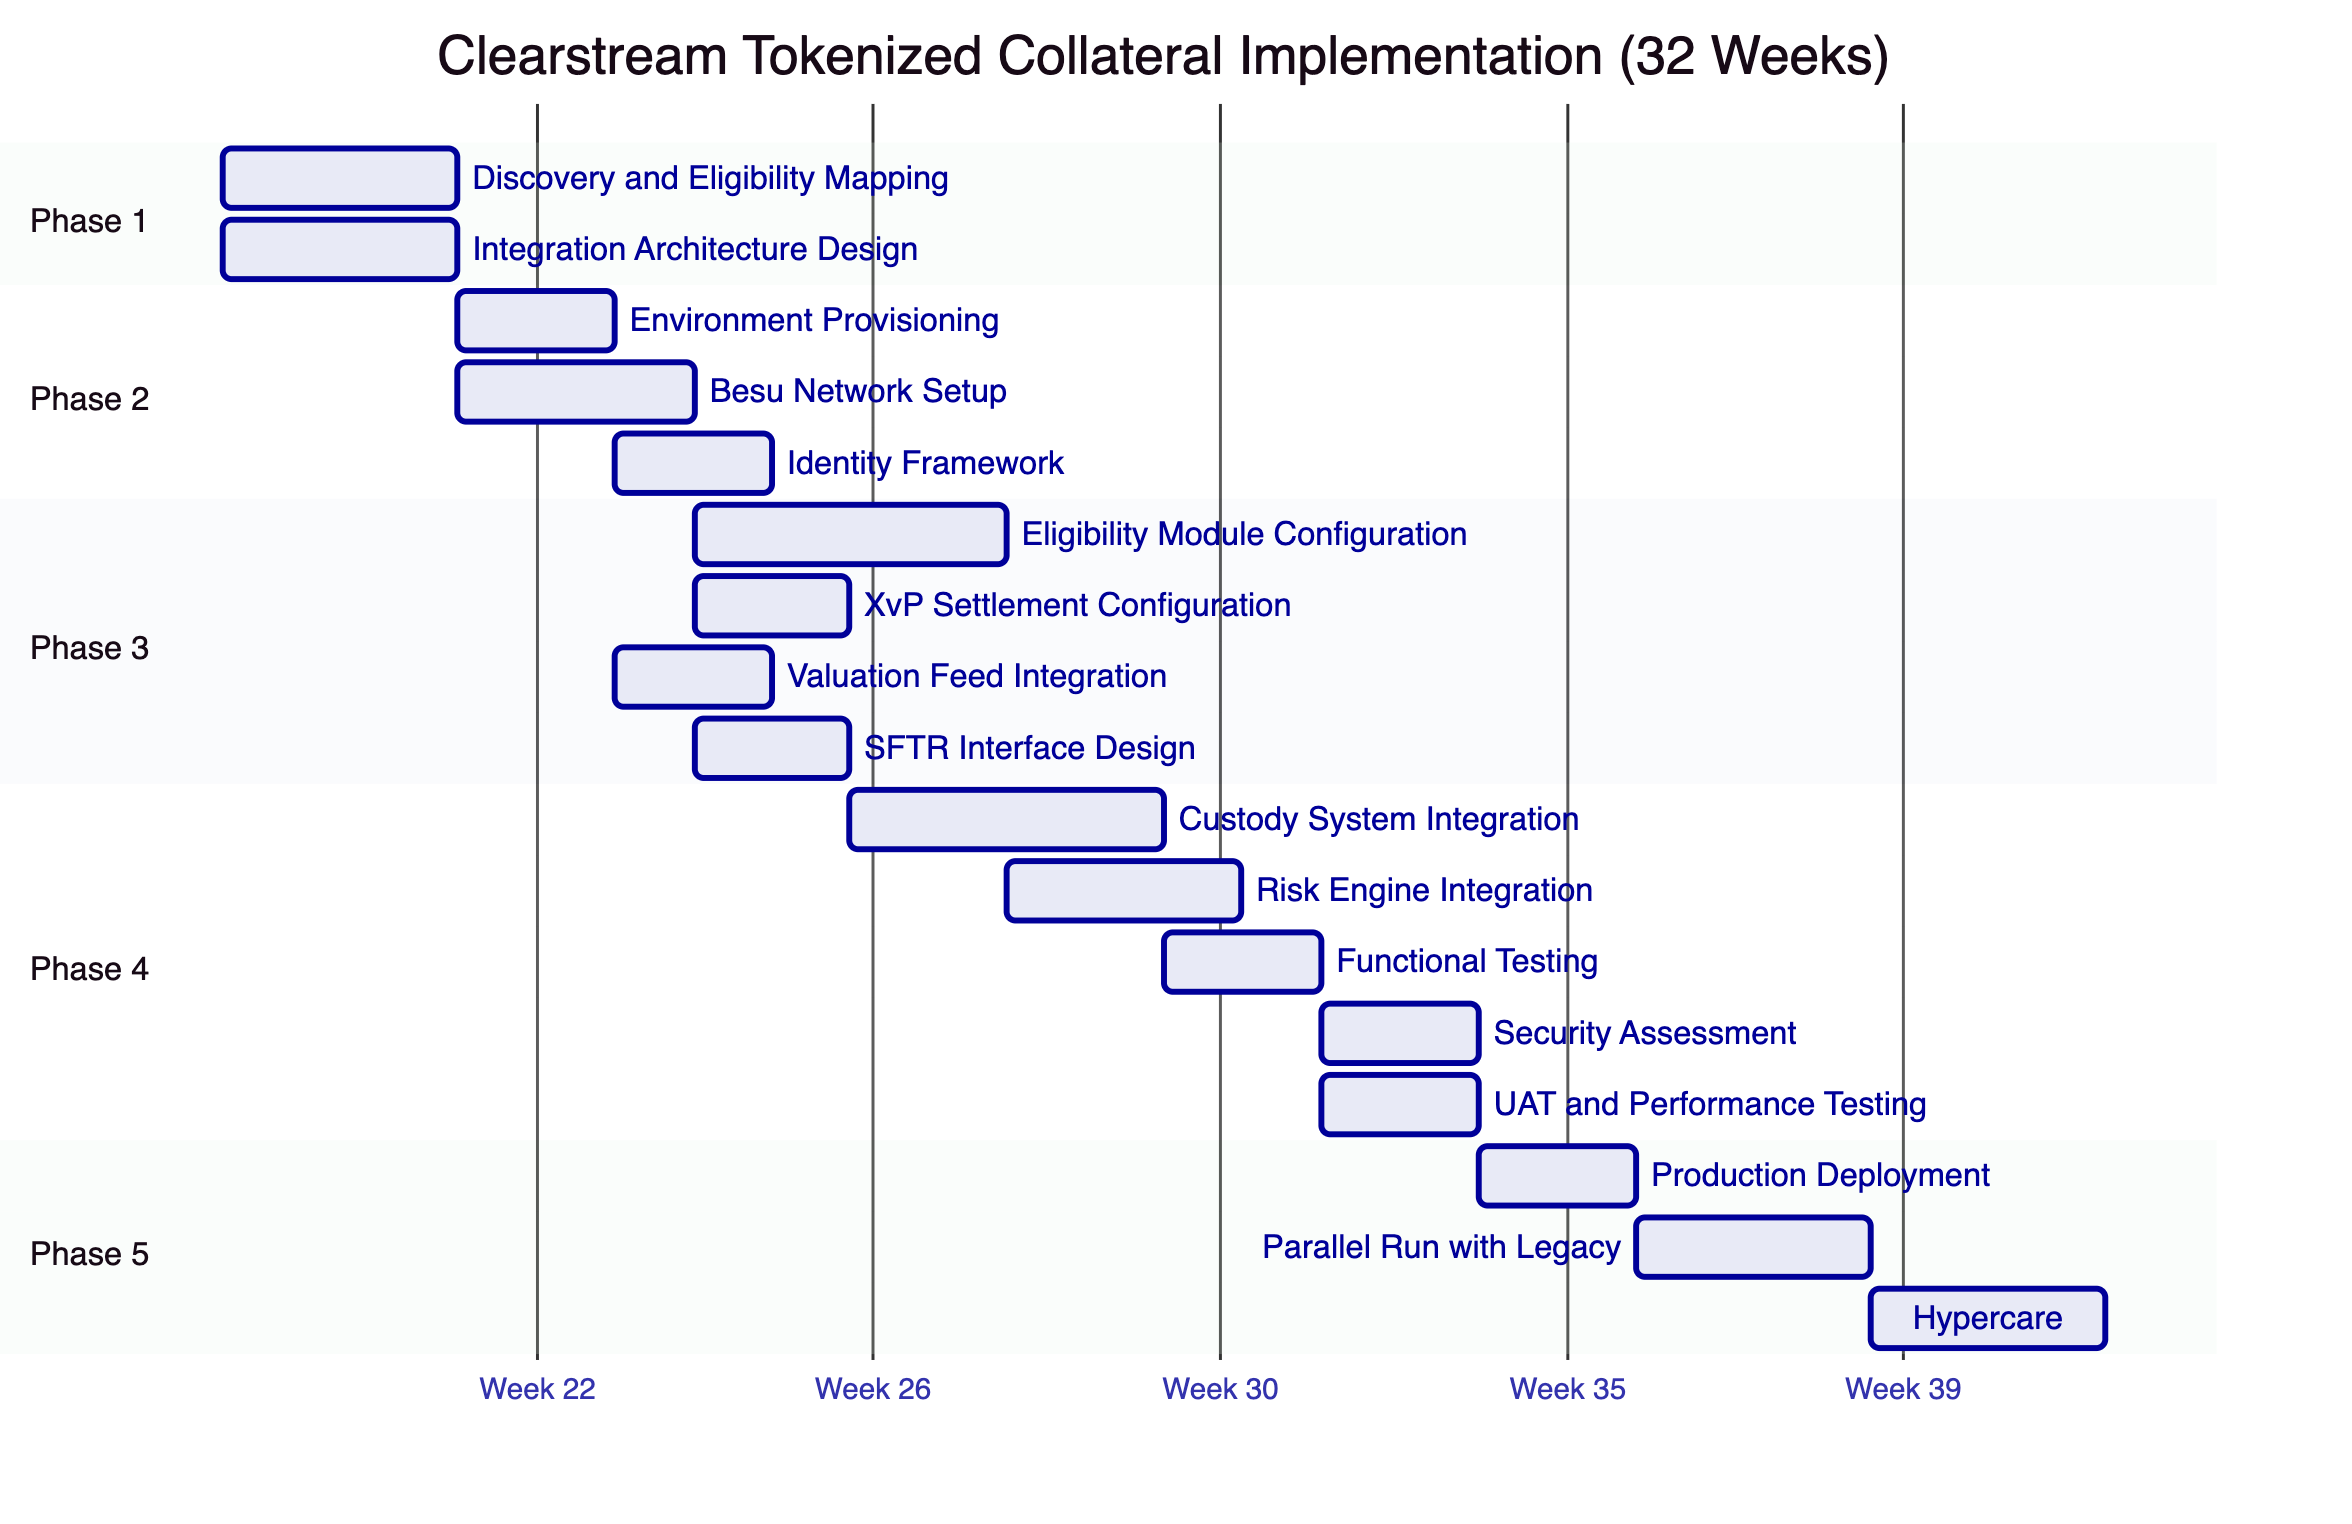 Clearstream Tokenized Collateral Implementation (32 Weeks)
Phase 1
Discovery and Eligibility Mapping
Integration Architecture Design
Phase 2
Environment Provisioning
Besu Network Setup
Identity Framework
Phase 3
Eligibility Module Configuration
XvP Settlement Configuration
Valuation Feed Integration
SFTR Interface Design
Phase 4
Custody System Integration
Risk Engine Integration
Functional Testing
Security Assessment
UAT and Performance Testing
Phase 5
Production Deployment
Parallel Run with Legacy
Hypercare
Week 22
Week 26
Week 30
Week 35
Week 39